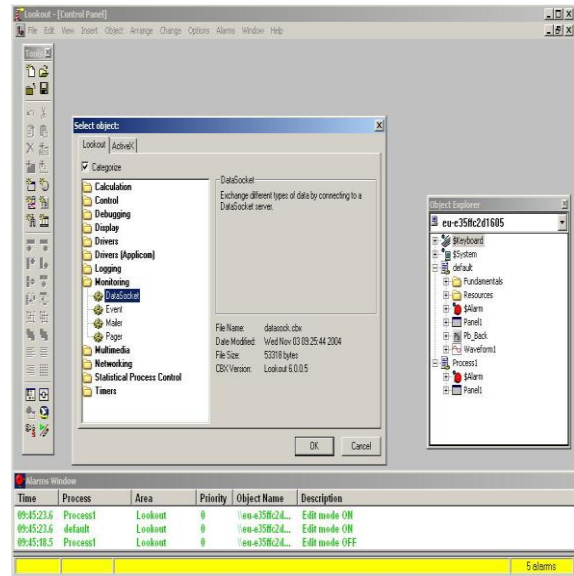 Lookout - [Control Panel]
File Edit View Insert Object Arrange Change Options Alarms Window Help
Tools
Select object:
Lookout ActiveX
Categorize
Calculation
Control
Debugging
Display
Drivers
Drivers (Applicom)
Logging
Monitoring
DataSocket
Event
Mailer
Pager
Multimedia
Networking
Statistical Process Control
Timers
DataSocket
Exchange different types of data by connecting to a
DataSocket server.
File Name: datasock.cbx
Date Modified: Wed Nov 03 09:25:44 2004
File Size: 53318 bytes
CBX Version: Lookout 6.0.0.5
OK Cancel
Object Explorer
eu-e35ffc2d1605
$Keyboard
$System
default
Fundamentals
Resources
$Alarm
Panel1
Pb_Back
Waveform1
Process1
$Alarm
Panel1
Alarms Window
Time Process Area Priority Object Name Description
09:45:23.6 Process1 Lookout 0 \\eu-e35ffc2d... Edit mode ON
09:45:23.6 default Lookout 0 \\eu-e35ffc2d... Edit mode ON
09:45:18.5 Process1 Lookout 0 \\eu-e35ffc2d... Edit mode OFF
5 alarms